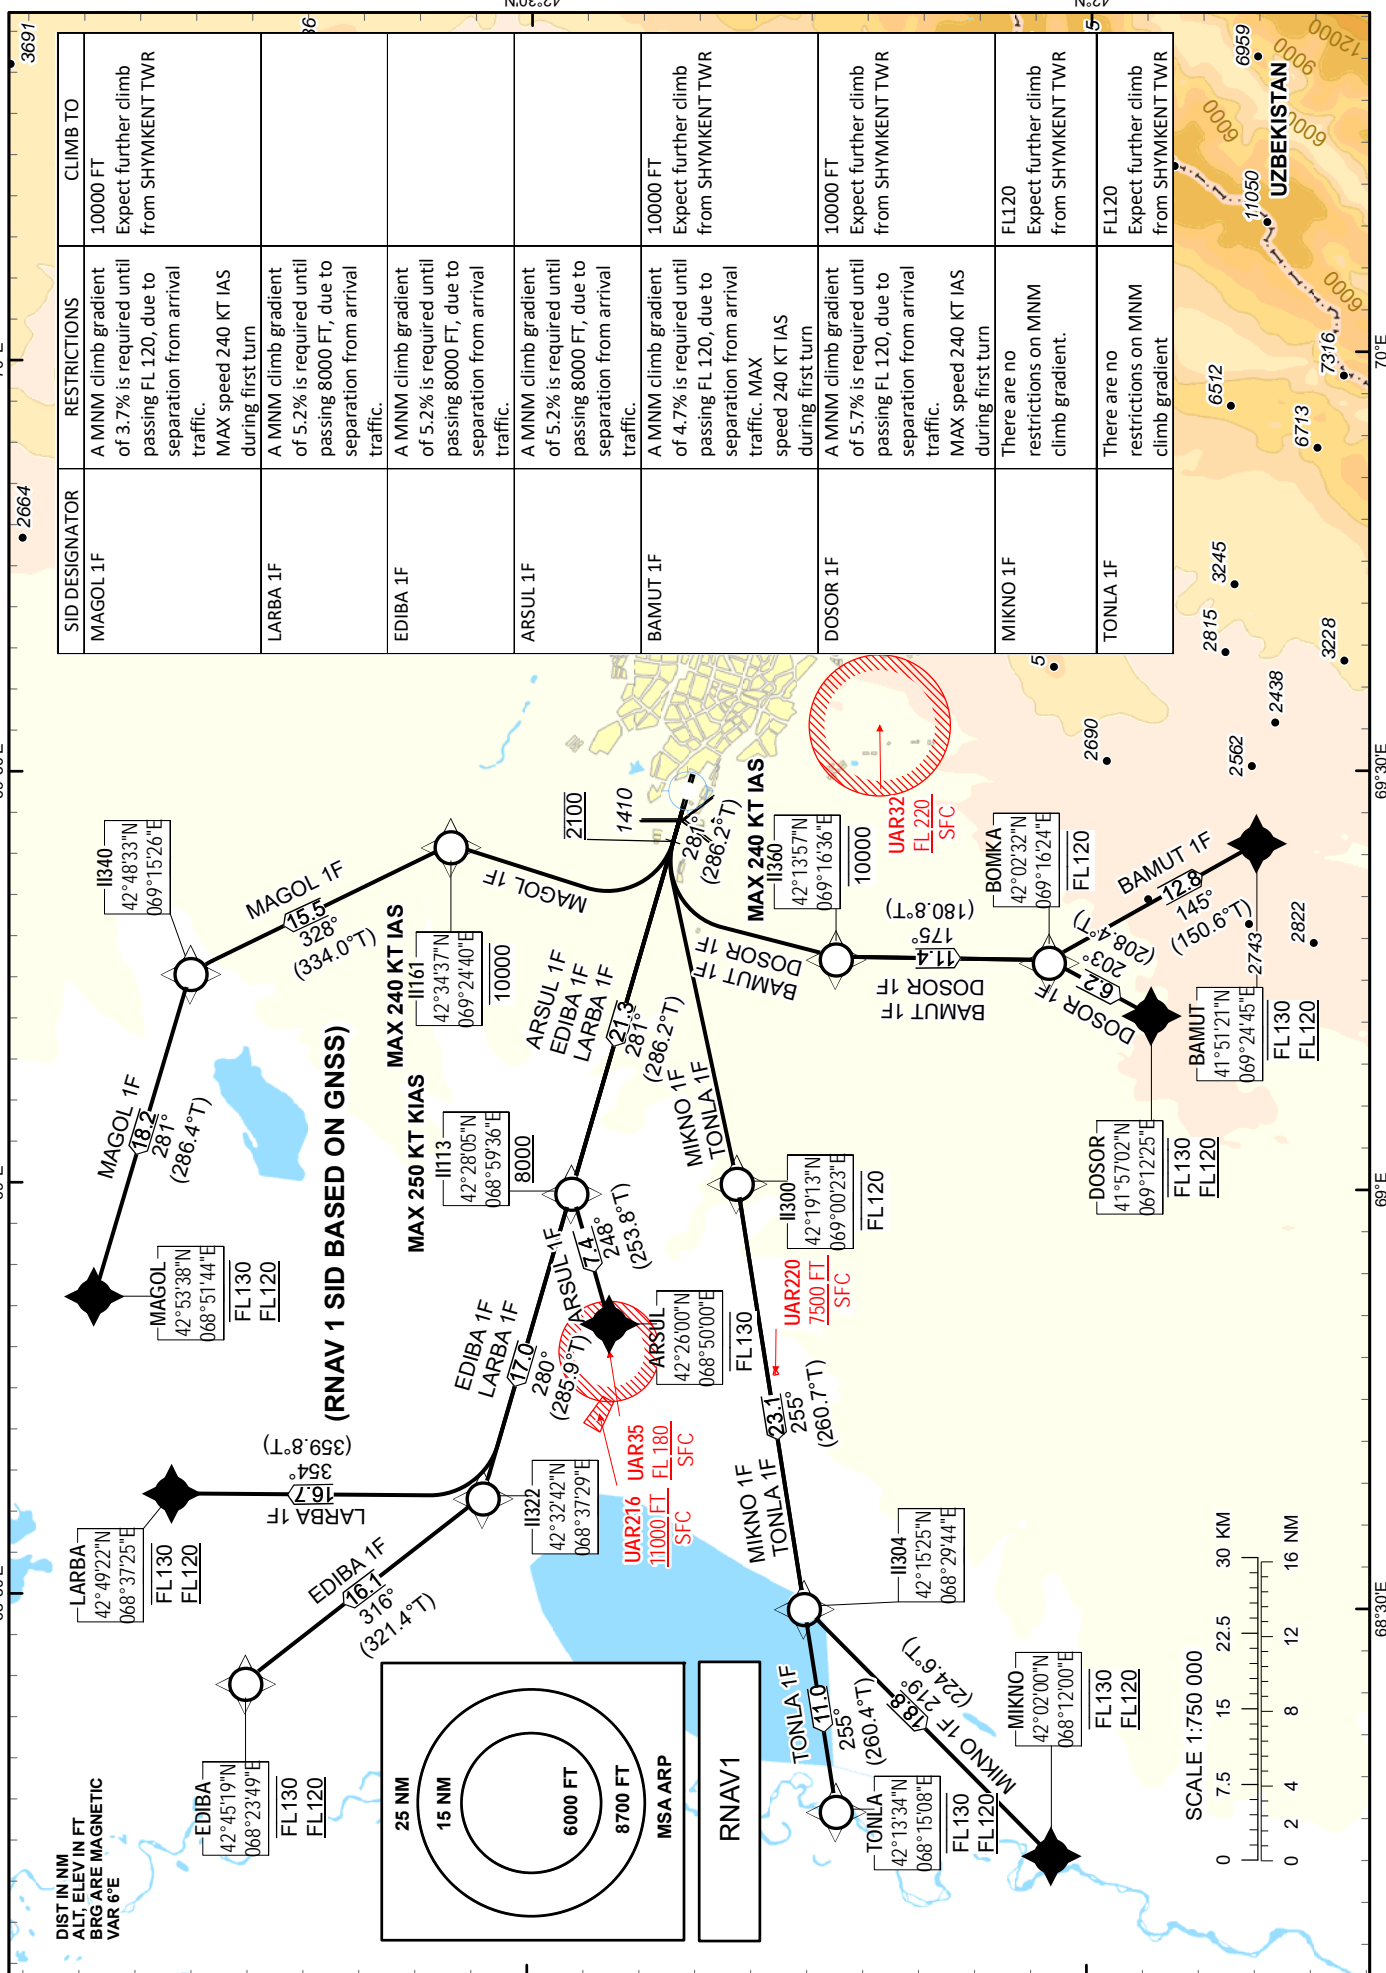 DIST IN NM
ALT, ELEV IN FT
BRG ARE MAGNETIC
VAR 6°E
(RNAV 1 SID BASED ON GNSS)
SID DESIGNATOR
RESTRICTIONS
CLIMB TO
MAGOL 1F
A MNM climb gradient
of 3.7% is required until
passing FL 120, due to
separation from arrival
traffic.
MAX speed 240 KT IAS
during first turn
10000 FT
Expect further climb
from SHYMKENT TWR
LARBA 1F
A MNM climb gradient
of 5.2% is required until
passing 8000 FT, due to
separation from arrival
traffic.
EDIBA 1F
A MNM climb gradient
of 5.2% is required until
passing 8000 FT, due to
separation from arrival
traffic.
ARSUL 1F
A MNM climb gradient
of 5.2% is required until
passing 8000 FT, due to
separation from arrival
traffic.
BAMUT 1F
A MNM climb gradient
of 4.7% is required until
passing FL 120, due to
separation from arrival
traffic. MAX
speed 240 KT IAS
during first turn
10000 FT
Expect further climb
from SHYMKENT TWR
DOSOR 1F
A MNM climb gradient
of 5.7% is required until
passing FL 120, due to
separation from arrival
traffic.
MAX speed 240 KT IAS
during first turn
10000 FT
Expect further climb
from SHYMKENT TWR
MIKNO 1F
There are no
restrictions on MNM
climb gradient.
FL120
Expect further climb
from SHYMKENT TWR
TONLA 1F
There are no
restrictions on MNM
climb gradient
FL120
Expect further climb
from SHYMKENT TWR
LARBA
42°49'22"N
068°37'25"E
FL130
FL120
MAGOL
42°53'38"N
068°51'44"E
FL130
FL120
II340
42°48'33"N
069°15'26"E
MAGOL 1F
18.2
281°
(286.4°T)
MAGOL 1F
15.5
328°
(334.0°T)
MAGOL 1F
MAX 240 KT IAS
II161
42°34'37"N
069°24'40"E
10000
MAX 250 KT KIAS
II113
42°28'05"N
068°59'36"E
8000
EDIBA
42°45'19"N
068°23'49"E
FL130
FL120
EDIBA 1F
16.1
316°
(321.4°T)
LARBA 1F
16.7
354°
(359.8°T)
II322
42°32'42"N
068°37'29"E
EDIBA 1F
LARBA 1F
17.0
280°
(285.9°T)
ARSUL 1F
7.4
248°
(253.8°T)
ARSUL
42°26'00"N
068°50'00"E
FL130
ARSUL 1F
EDIBA 1F
LARBA 1F
21.3
281°
(286.2°T)
2100
1410
281°
(286.2°T)
MAX 240 KT IAS
II360
42°13'57"N
069°16'36"E
10000
UAR32
FL 220
SFC
UAR35
FL 180
SFC
UAR216
11000 FT
SFC
UAR220
7500 FT
SFC
MIKNO 1F
TONLA 1F
II300
42°19'13"N
069°00'23"E
FL120
MIKNO 1F
TONLA 1F
23.1
255°
(260.7°T)
II304
42°15'25"N
068°29'44"E
TONLA 1F
11.0
255°
(260.4°T)
TONLA
42°13'34"N
068°15'08"E
FL130
FL120
MIKNO 1F
18.8
219°
(224.6°T)
MIKNO
42°02'00"N
068°12'00"E
FL130
FL120
BAMUT 1F
DOSOR 1F
BAMUT 1F
DOSOR 1F
11.4
175°
(180.8°T)
BOMKA
42°02'32"N
069°16'24"E
FL120
DOSOR 1F
6.2
203°
(208.4°T)
BAMUT 1F
12.8
145°
(150.6°T)
DOSOR
41°57'02"N
069°12'25"E
FL130
FL120
BAMUT
41°51'21"N
069°24'45"E
FL130
FL120
25 NM
15 NM
6000 FT
8700 FT
MSA ARP
RNAV1
SCALE 1:750 000
0 7.5 15 22.5 30 KM
0 2 4 8 12 16 NM
3691
2664
2690
2562
2438
2815
3245
3228
2743
2822
6512
6713
7316
11050
6959
UZBEKISTAN
6000
6000
6000
9000
12000
5
5
42°30'N
42°N
68°30'E
69°E
69°30'E
70°E